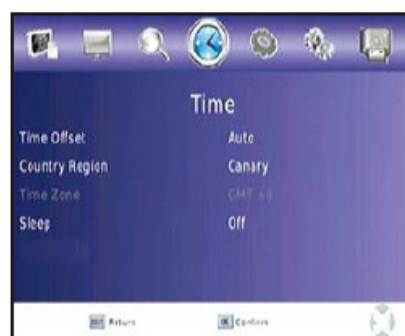 Time
Time Offset Auto
Country Region Canary
Time Zone
Sleep Off
Return Confirm